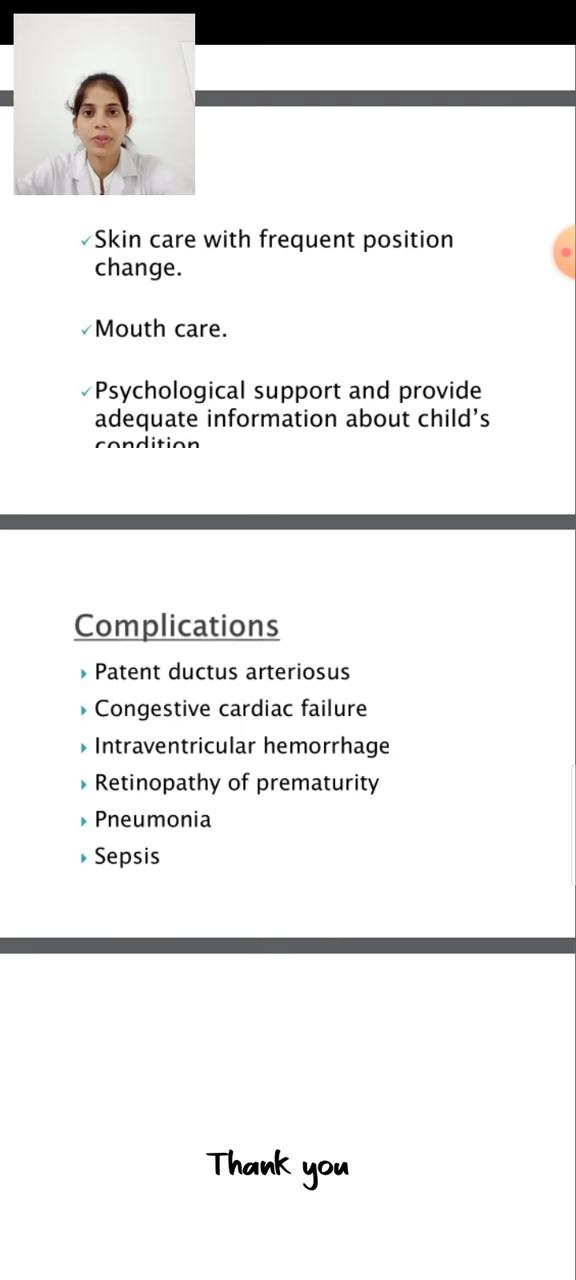 ✓Skin care with frequent position
change.
✓Mouth care.
✓Psychological support and provide
adequate information about child's
condition
Complications
Patent ductus arteriosus
Congestive cardiac failure
Intraventricular hemorrhage
Retinopathy of prematurity
Pneumonia
Sepsis
Thank you